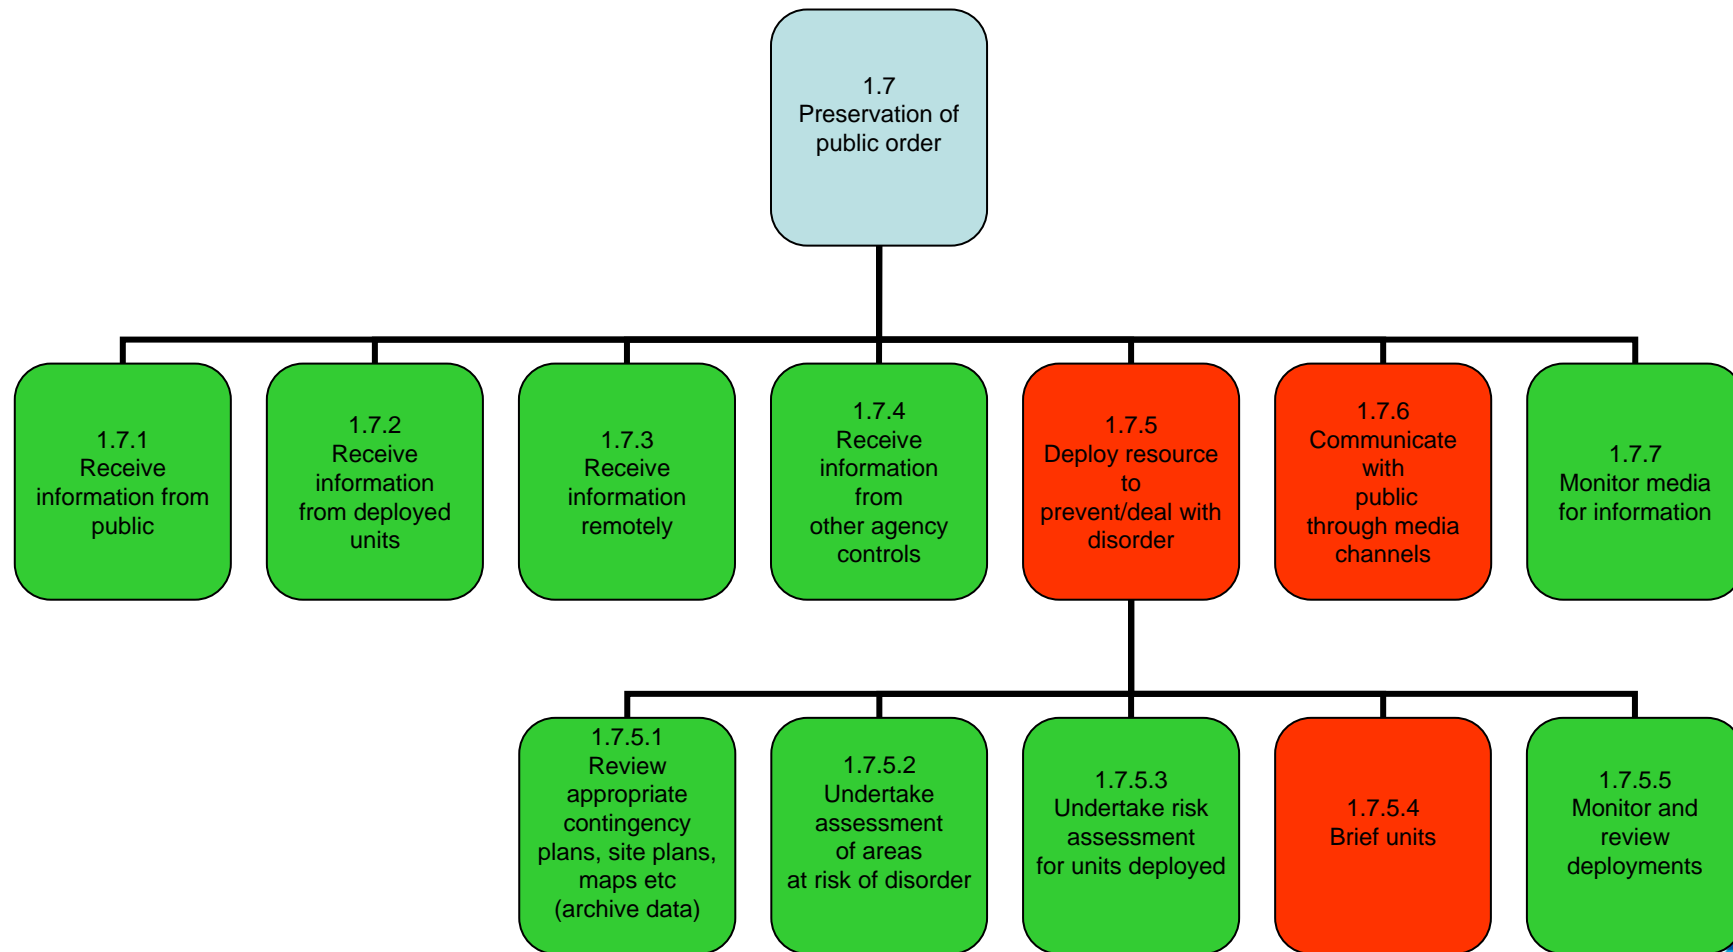 1.7
Preservation of
public order
1.7.1
Receive
information from
public
1.7.2
Receive
information
from deployed
units
1.7.3
Receive
information
remotely
1.7.4
Receive
information
from
other agency
controls
1.7.5
Deploy resource
to
prevent/deal with
disorder
1.7.6
Communicate
with
public
through media
channels
1.7.7
Monitor media
for information
1.7.5.1
Review
appropriate
contingency
plans, site plans,
maps etc
(archive data)
1.7.5.2
Undertake
assessment
of areas
at risk of disorder
1.7.5.3
Undertake risk
assessment
for units deployed
1.7.5.4
Brief units
1.7.5.5
Monitor and
review
deployments